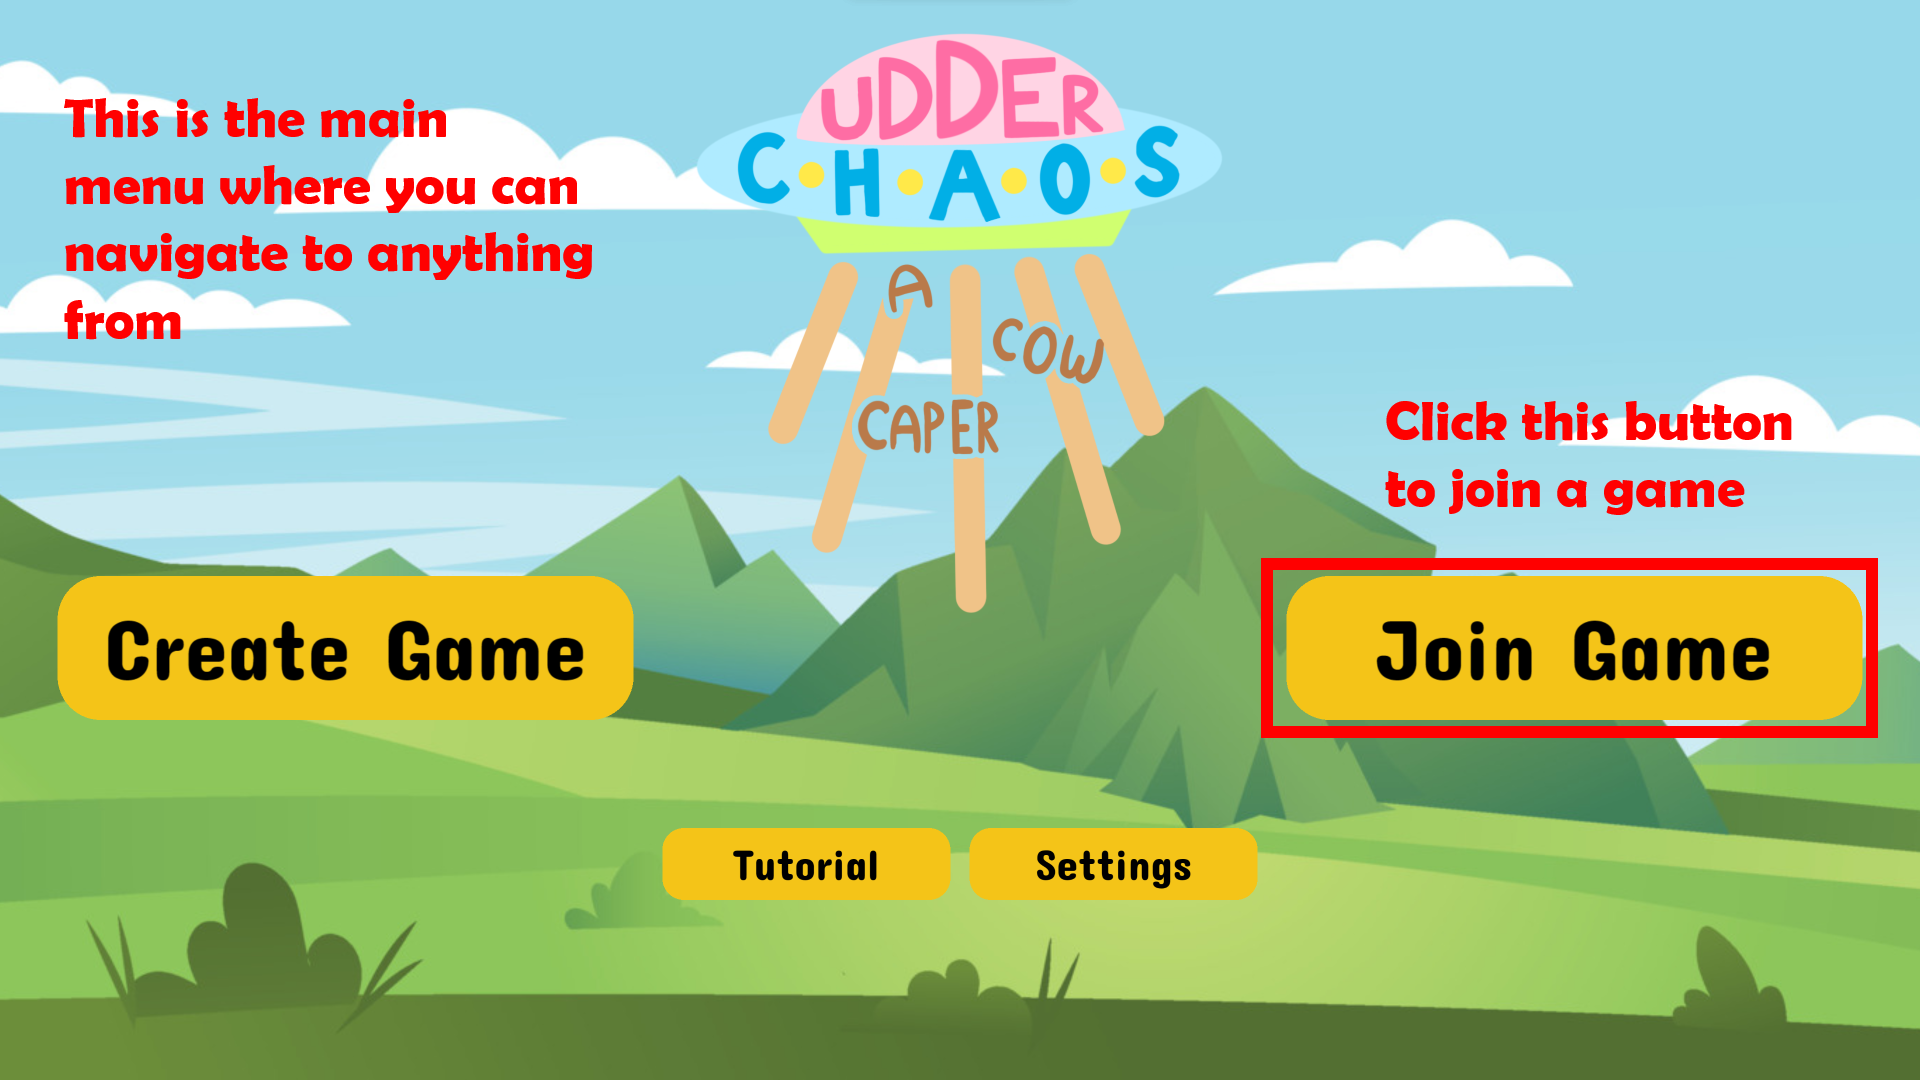 UDDER
C·H·A·O·S
This is the main
menu where you can
navigate to anything
from
A
COW
CAPER
Click this button
to join a game
Create Game
Join Game
Tutorial
Settings